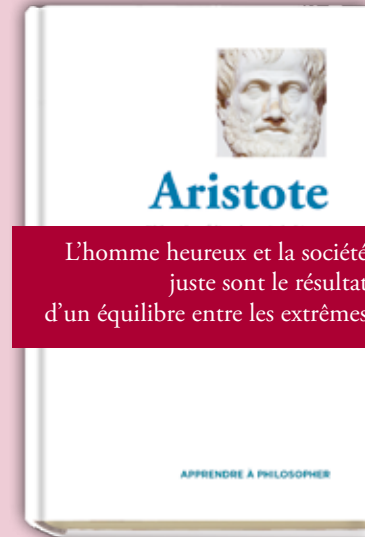 Aristote
L’homme heureux et la société
juste sont le résultat
d’un équilibre entre les extrêmes
APPRENDRE À PHILOSOPHER